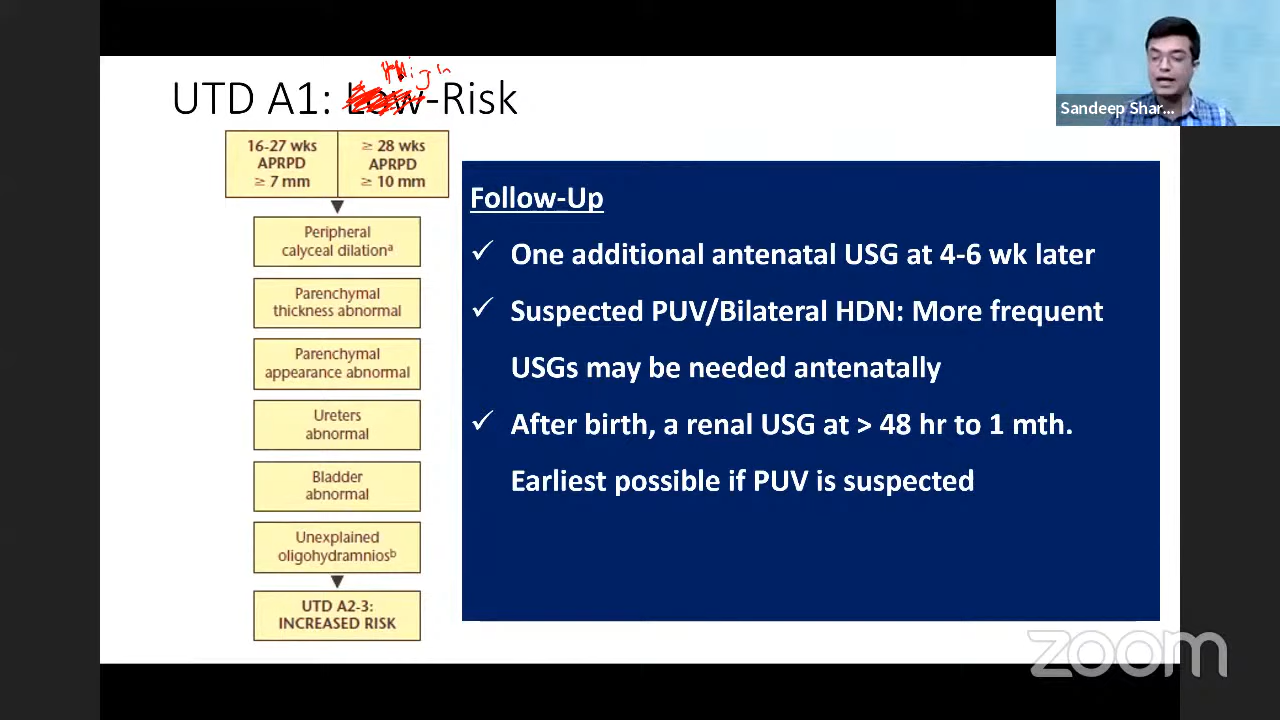 UTD A1: Low-Risk
High
Sandeep Shar...
16-27 wks
APRPD
≥ 7 mm
≥ 28 wks
APRPD
≥ 10 mm
Peripheral
calyceal dilationᵃ
Parenchymal
thickness abnormal
Parenchymal
appearance abnormal
Ureters
abnormal
Bladder
abnormal
Unexplained
oligohydramniosᵇ
UTD A2-3:
INCREASED RISK
Follow-Up
✓ One additional antenatal USG at 4-6 wk later
✓ Suspected PUV/Bilateral HDN: More frequent
USGs may be needed antenatally
✓ After birth, a renal USG at > 48 hr to 1 mth.
Earliest possible if PUV is suspected
zoom